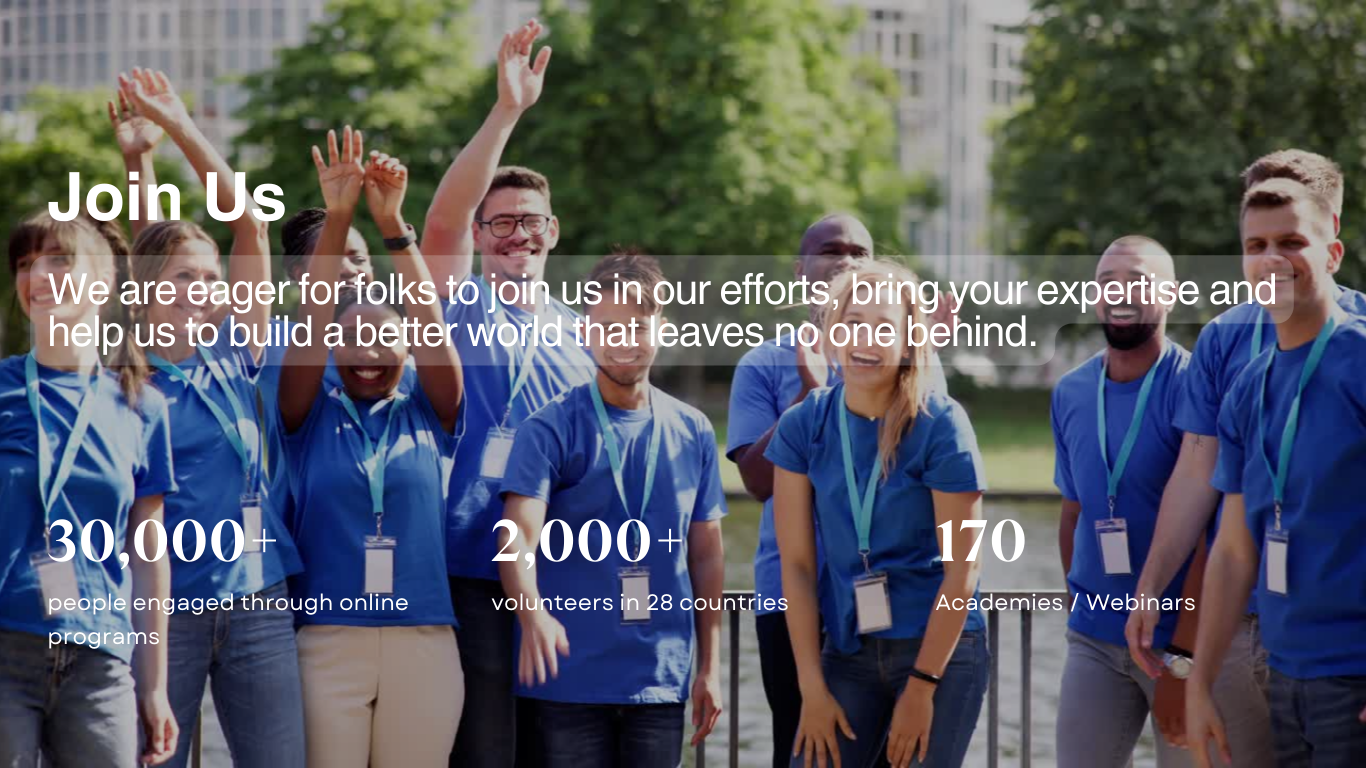 Join Us
We are eager for folks to join us in our efforts, bring your expertise and
help us to build a better world that leaves no one behind.
30,000+
people engaged through online
programs
2,000+
volunteers in 28 countries
170
Academies / Webinars